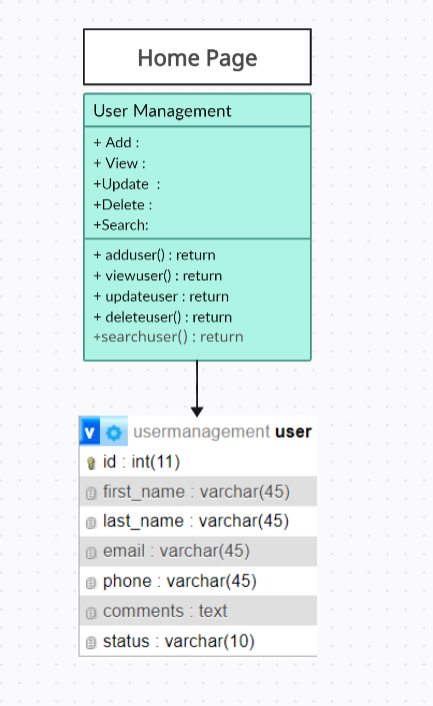 Home Page
User Management
+ Add :
+ View :
+Update  :
+Delete :
+Search:
+ adduser() : return
+ viewuser() : return
+ updateuser : return
+ deleteuser() : return
+searchuser() : return
v usermanagement user
id : int(11)
first_name : varchar(45)
last_name : varchar(45)
email : varchar(45)
phone : varchar(45)
comments : text
status : varchar(10)